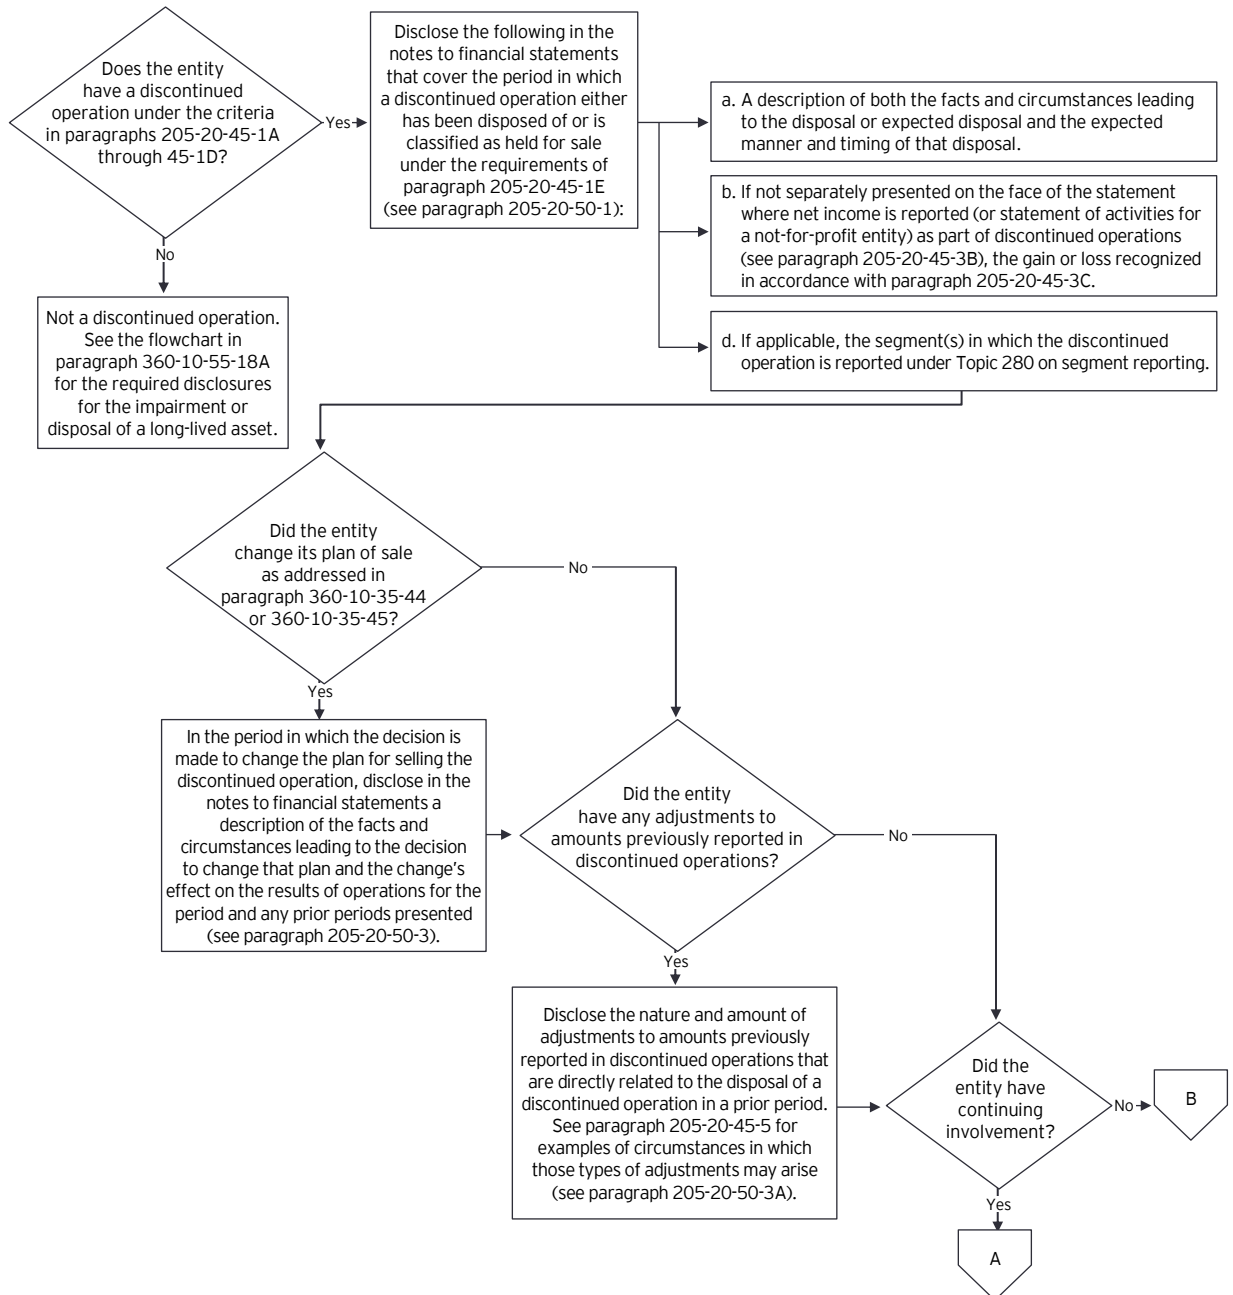 Does the entity
have a discontinued
operation under the criteria
in paragraphs 205-20-45-1A
through 45-1D?
Yes
Disclose the following in the
notes to financial statements
that cover the period in which
a discontinued operation either
has been disposed of or is
classified as held for sale
under the requirements of
paragraph 205-20-45-1E
(see paragraph 205-20-50-1):
a. A description of both the facts and circumstances leading
to the disposal or expected disposal and the expected
manner and timing of that disposal.
b. If not separately presented on the face of the statement
where net income is reported (or statement of activities for
a not-for-profit entity) as part of discontinued operations
(see paragraph 205-20-45-3B), the gain or loss recognized
in accordance with paragraph 205-20-45-3C.
d. If applicable, the segment(s) in which the discontinued
operation is reported under Topic 280 on segment reporting.
No
Not a discontinued operation.
See the flowchart in
paragraph 360-10-55-18A
for the required disclosures
for the impairment or
disposal of a long-lived asset.
Did the entity
change its plan of sale
as addressed in
paragraph 360-10-35-44
or 360-10-35-45?
No
Yes
In the period in which the decision is
made to change the plan for selling the
discontinued operation, disclose in the
notes to financial statements a
description of the facts and
circumstances leading to the decision
to change that plan and the change's
effect on the results of operations for the
period and any prior periods presented
(see paragraph 205-20-50-3).
Did the entity
have any adjustments to
amounts previously reported in
discontinued operations?
No
Yes
Disclose the nature and amount of
adjustments to amounts previously
reported in discontinued operations that
are directly related to the disposal of a
discontinued operation in a prior period.
See paragraph 205-20-45-5 for
examples of circumstances in which
those types of adjustments may arise
(see paragraph 205-20-50-3A).
Did the
entity have
continuing
involvement?
No
B
Yes
A